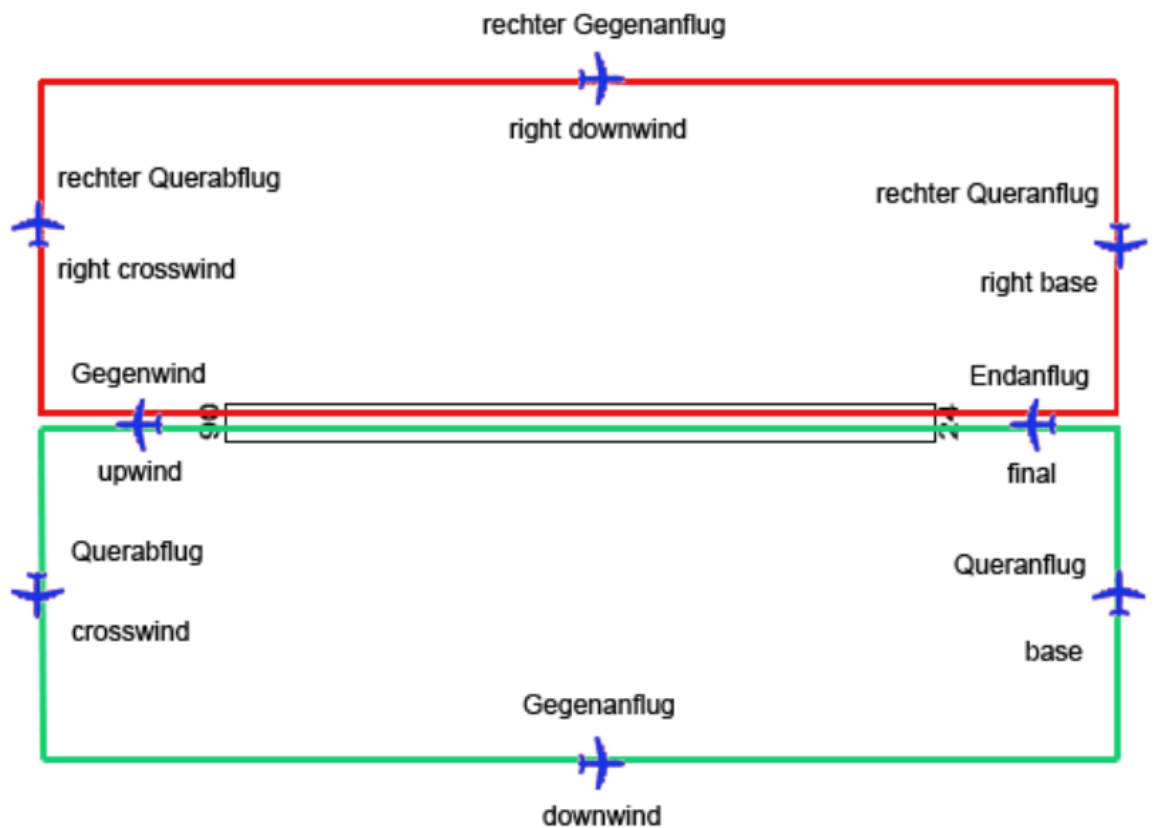 rechter Gegenanflug
right downwind
rechter Querabflug
rechter Queranflug
right crosswind
right base
Gegenwind
Endanflug
06
24
upwind
final
Querabflug
Queranflug
crosswind
base
Gegenanflug
downwind